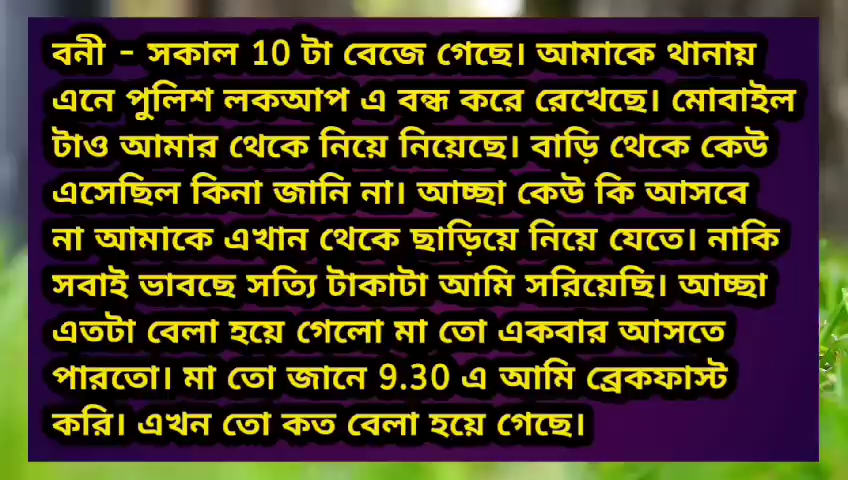 বনী - সকাল 10 টা বেজে গেছে। আমাকে থানায়
এনে পুলিশ লকআপ এ বন্ধ করে রেখেছে। মোবাইল
টাও আমার থেকে নিয়ে নিয়েছে। বাড়ি থেকে কেউ
এসেছিল কিনা জানি না। আচ্ছা কেউ কি আসবে
না আমাকে এখান থেকে ছাড়িয়ে নিয়ে যেতে। নাকি
সবাই ভাবছে সত্যি টাকাটা আমি সরিয়েছি। আচ্ছা
এতটা বেলা হয়ে গেলো মা তো একবার আসতে
পারতো। মা তো জানে 9.30 এ আমি ব্রেকফাস্ট
করি। এখন তো কত বেলা হয়ে গেছে।